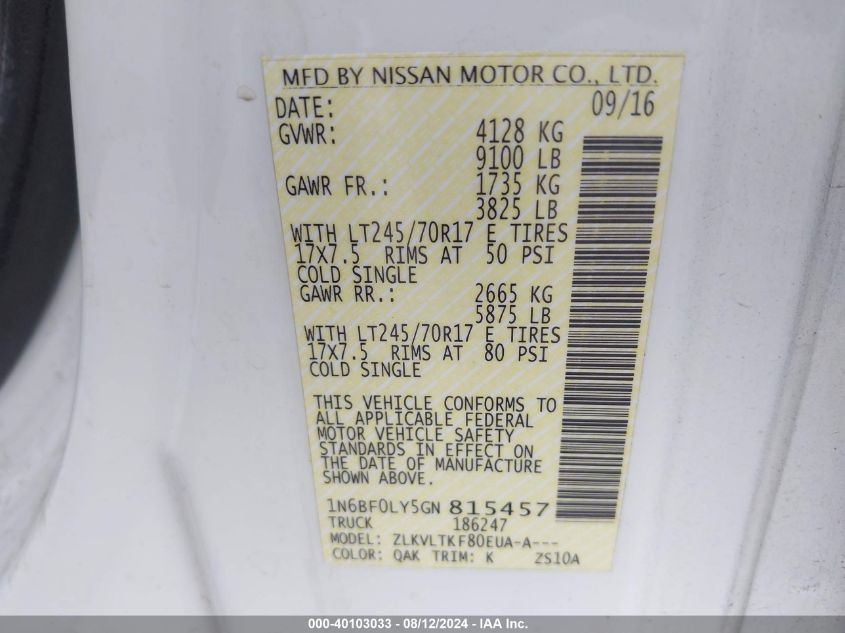 MFD BY NISSAN MOTOR CO., LTD.
DATE: 09/16
GVWR: 4128 KG
9100 LB
GAWR FR.: 1735 KG
3825 LB
WITH LT245/70R17 E TIRES
17X7.5 RIMS AT 50 PSI
COLD SINGLE
GAWR RR.: 2665 KG
5875 LB
WITH LT245/70R17 E TIRES
17X7.5 RIMS AT 80 PSI
COLD SINGLE
THIS VEHICLE CONFORMS TO
ALL APPLICABLE FEDERAL
MOTOR VEHICLE SAFETY
STANDARDS IN EFFECT ON
THE DATE OF MANUFACTURE
SHOWN ABOVE.
1N6BF0LY5GN 815457
TRUCK 186247
MODEL: ZLKVLTKF80EUA-A---
COLOR: QAK TRIM: K ZS10A
000-40103033 - 08/12/2024 - IAA Inc.